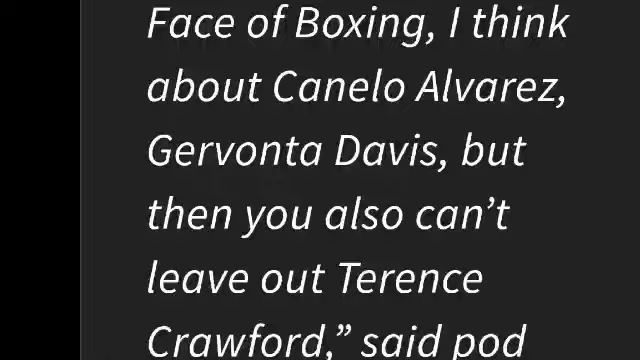 Face of Boxing, I think
about Canelo Alvarez,
Gervonta Davis, but
then you also can’t
leave out Terence
Crawford,” said pod